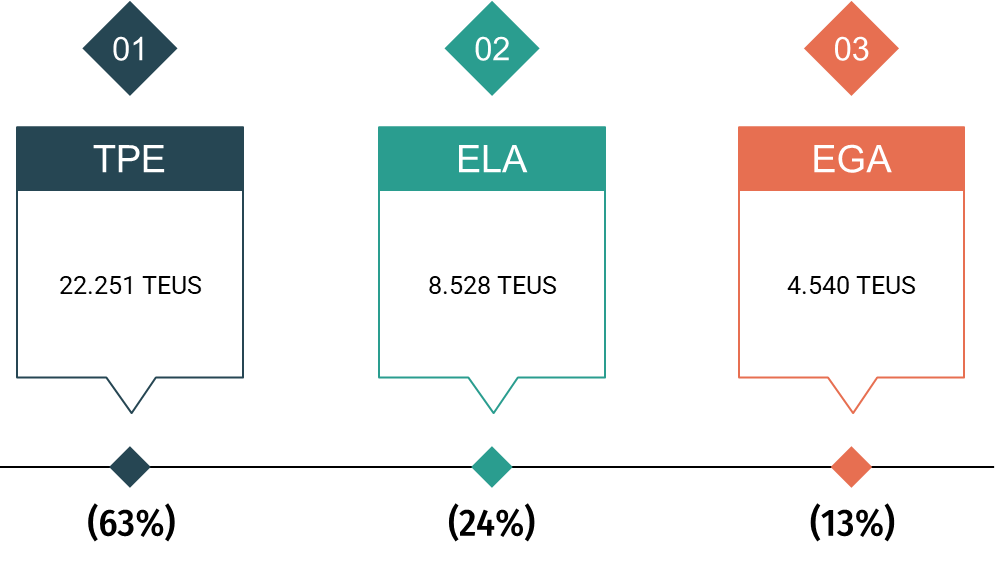 01
02
03
TPE
ELA
EGA
22.251 TEUS
8.528 TEUS
4.540 TEUS
(63%)
(24%)
(13%)